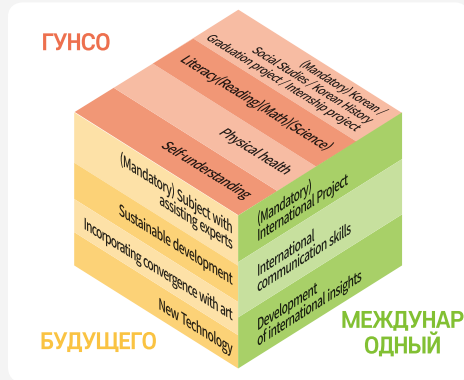 ГУНСО
(Mandatory) Korean /
Social Studies / Korean History
Graduation project / Internship project
Literacy(Reading)(Math)(Science)
Physical health
Self-understanding
(Mandatory) Subject with
assisting experts
Sustainable development
Incorporating convergence with art
New Technology
(Mandatory)
International Project
International
communication skills
Development
of international insights
БУДУЩЕГО
МЕЖДУНАР
ОДНЫЙ